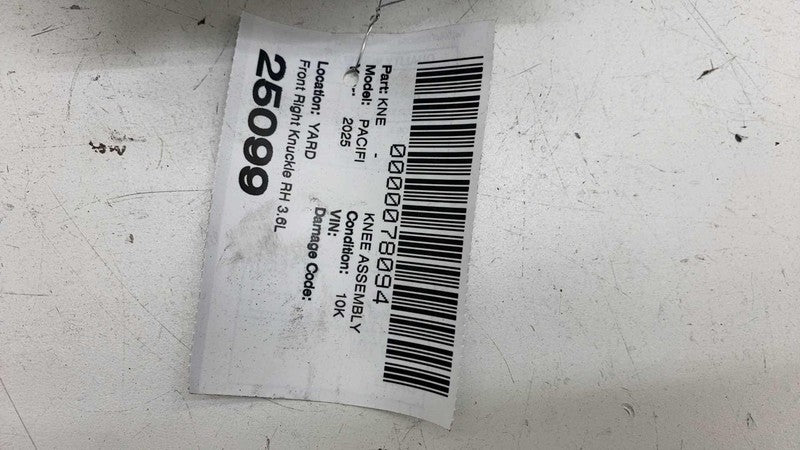 0000078094
Part: KNE - KNEE ASSEMBLY
Model: PACIFI Condition: 10K
2025 VIN:
Location: YARD Damage Code:
Front Right Knuckle RH 3.6L
25099